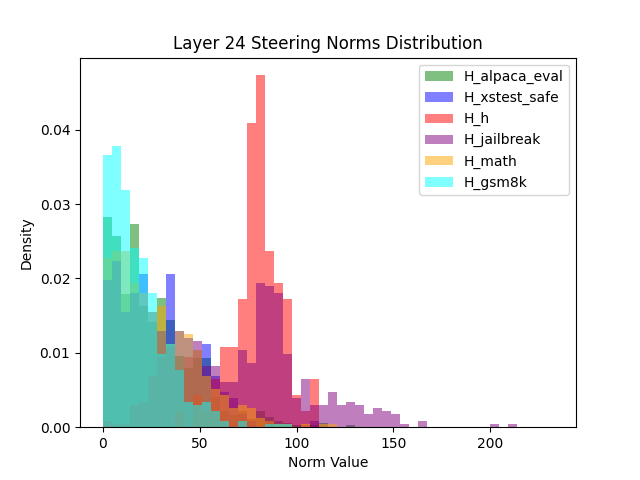 Layer 24 Steering Norms Distribution
H_alpaca_eval
H_xstest_safe
H_h
H_jailbreak
H_math
H_gsm8k
Density
0.04
0.03
0.02
0.01
0.00
0
50
100
150
200
Norm Value